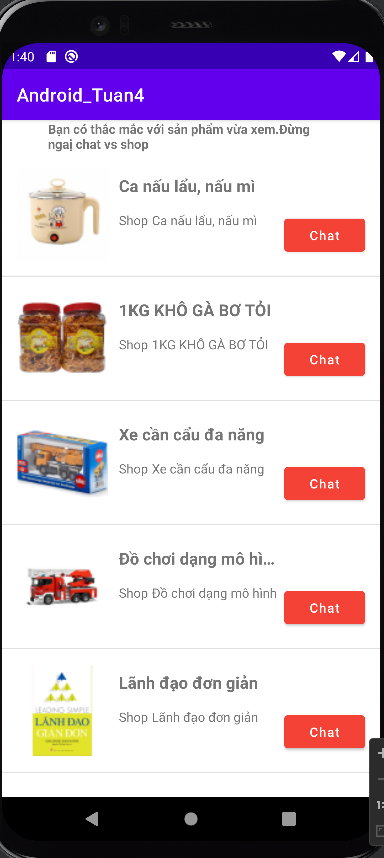 1:40
Android_Tuan4
Bạn có thắc mắc với sản phẩm vừa xem.Đừng
ngại chat vs shop
Ca nấu lẩu, nấu mì
Shop Ca nấu lẩu, nấu mì
Chat
1KG KHÔ GÀ BƠ TỎI
Shop 1KG KHÔ GÀ BƠ TỎI
Chat
Xe cần cẩu đa năng
Shop Xe cần cẩu đa năng
Chat
Đồ chơi dạng mô hì...
Shop Đồ chơi dạng mô hình
Chat
LEADING SIMPLE
LÃNH ĐẠO
GIẢN ĐƠN
Lãnh đạo đơn giản
Shop Lãnh đạo đơn giản
Chat